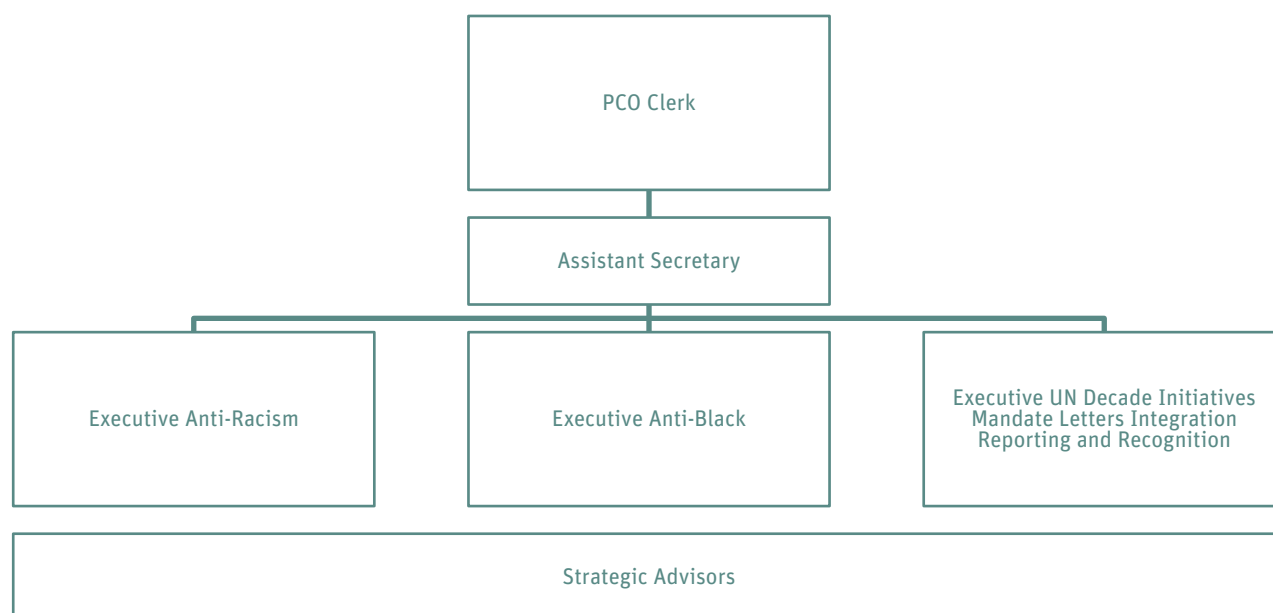 PCO Clerk
Assistant Secretary
Executive Anti-Racism
Executive Anti-Black
Executive UN Decade Initiatives
Mandate Letters Integration
Reporting and Recognition
Strategic Advisors